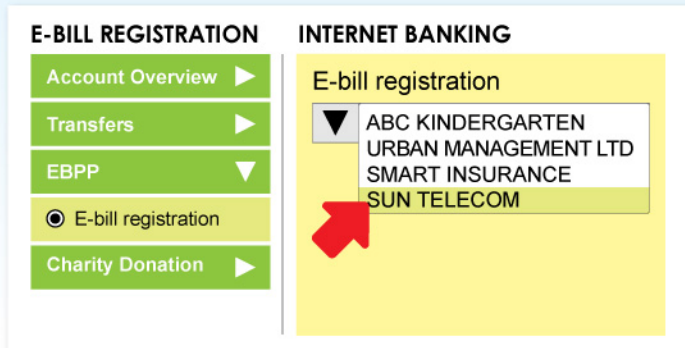 E-BILL REGISTRATION
Account Overview
Transfers
EBPP
E-bill registration
Charity Donation
INTERNET BANKING
E-bill registration
ABC KINDERGARTEN
URBAN MANAGEMENT LTD
SMART INSURANCE
SUN TELECOM